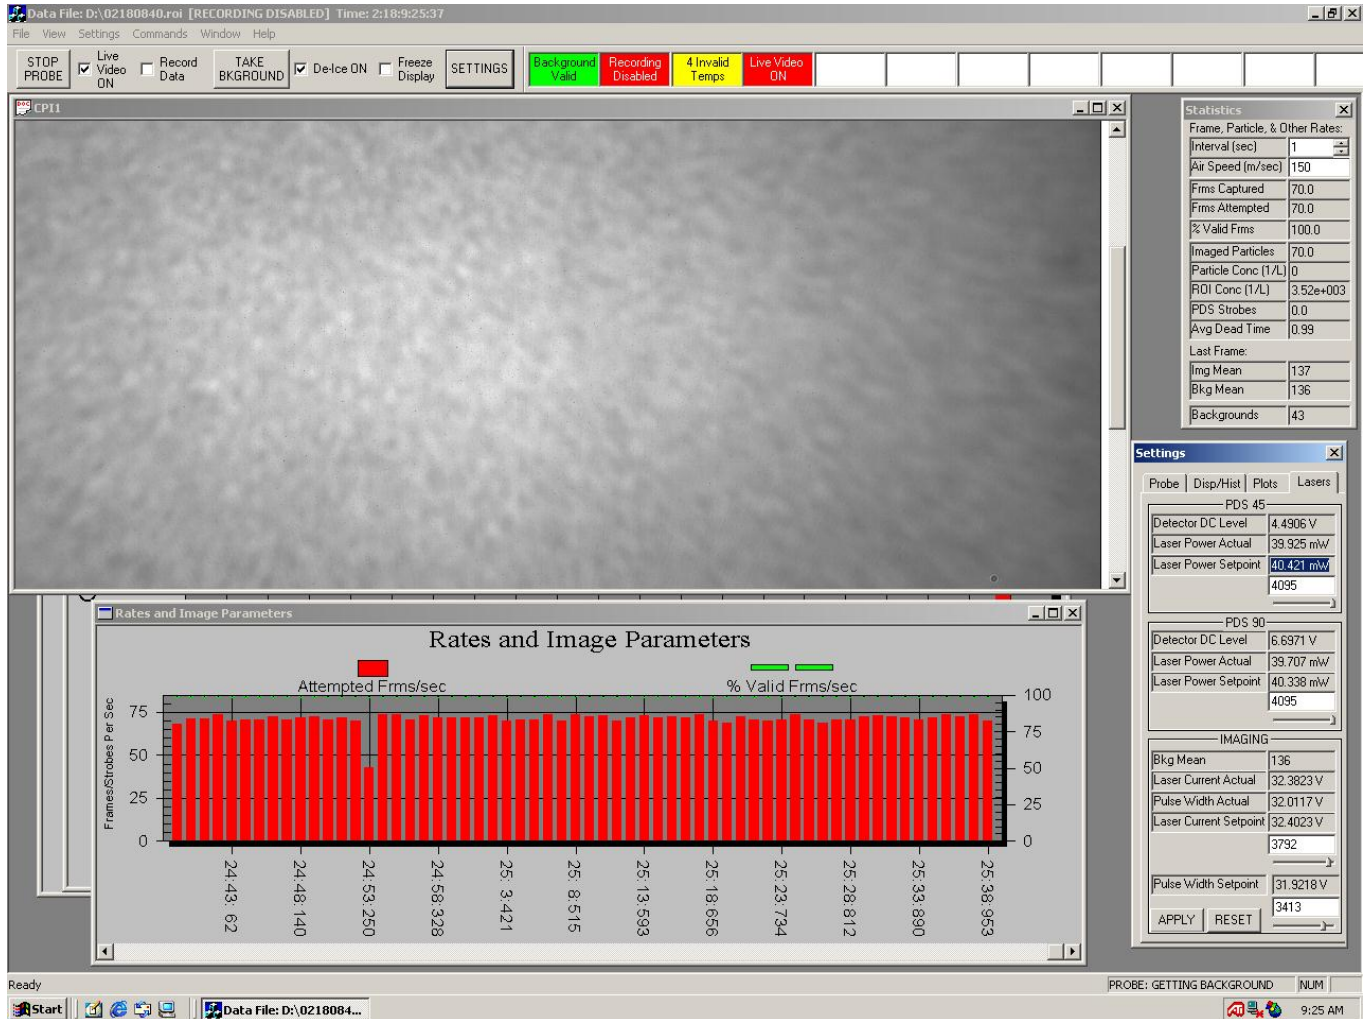 Data File: D:\02180840.roi [RECORDING DISABLED] Time: 2:18:9:25:37
File View Settings Commands Window Help
STOP PROBE
Live Video ON
Record Data
TAKE BKGROUND
De-Ice ON
Freeze Display
SETTINGS
Background Valid
Recording Disabled
4 Invalid Temps
Live Video ON
CPI1
Statistics
Frame, Particle, & Other Rates:
Interval (sec) 1
Air Speed (m/sec) 150
Frms Captured 70.0
Frms Attempted 70.0
% Valid Frms 100.0
Imaged Particles 70.0
Particle Conc (1/L) 0
ROI Conc (1/L) 3.52e+003
PDS Strobes 0.0
Avg Dead Time 0.99
Last Frame:
Img Mean 137
Bkg Mean 136
Backgrounds 43
Settings
Probe Disp/Hist Plots Lasers
PDS 45
Detector DC Level 4.4906 V
Laser Power Actual 39.925 mW
Laser Power Setpoint 40.421 mW
4095
PDS 90
Detector DC Level 6.6971 V
Laser Power Actual 39.707 mW
Laser Power Setpoint 40.338 mW
4095
IMAGING
Bkg Mean 136
Laser Current Actual 32.3823 V
Pulse Width Actual 32.0117 V
Laser Current Setpoint 32.4023 V
3792
Pulse Width Setpoint 31.9218 V
3413
APPLY RESET
Rates and Image Parameters
Rates and Image Parameters
Attempted Frms/sec
% Valid Frms/sec
Frames/Strobes Per Sec
75
50
25
0
100
75
50
25
0
24:43: 62
24:48:140
24:53:250
24:58:328
25: 3:421
25: 8:515
25:13:593
25:18:656
25:23:734
25:28:812
25:33:890
25:38:953
Ready
PROBE: GETTING BACKGROUND NUM
Start
Data File: D:\0218084...
9:25 AM